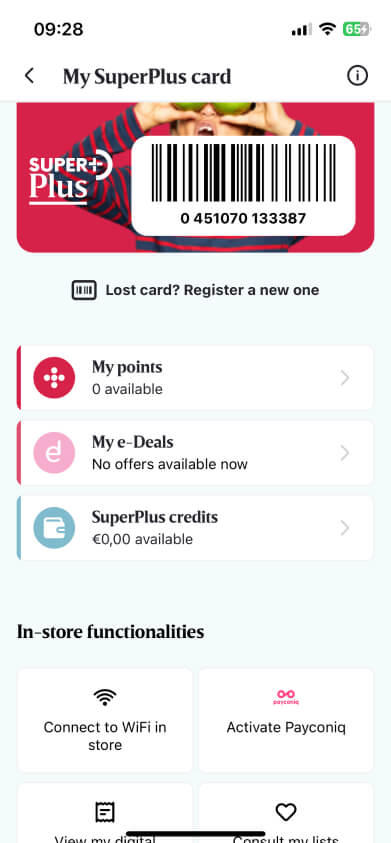 09:28
65
My SuperPlus card
SUPER+
Plus
0 451070 133387
Lost card? Register a new one
My points
0 available
My e-Deals
No offers available now
SuperPlus credits
€0,00 available
In-store functionalities
Connect to WiFi in
store
payconiq
Activate Payconiq
View my digital
Consult my lists